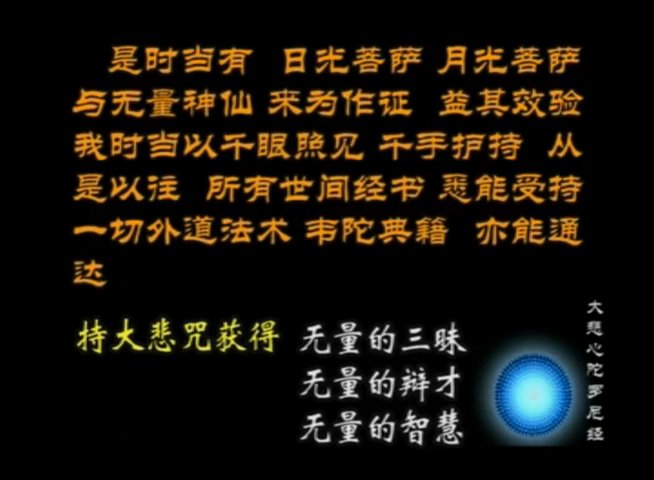 是时当有 日光菩萨 月光菩萨
与无量神仙 来为作证 益其效验
我时当以千眼照见 千手护持 从
是以往 所有世间经书 悉能受持
一切外道法术 韦陀典籍 亦能通
达
持大悲咒获得 无量的三昧
无量的辩才
无量的智慧
大悲心陀罗尼经